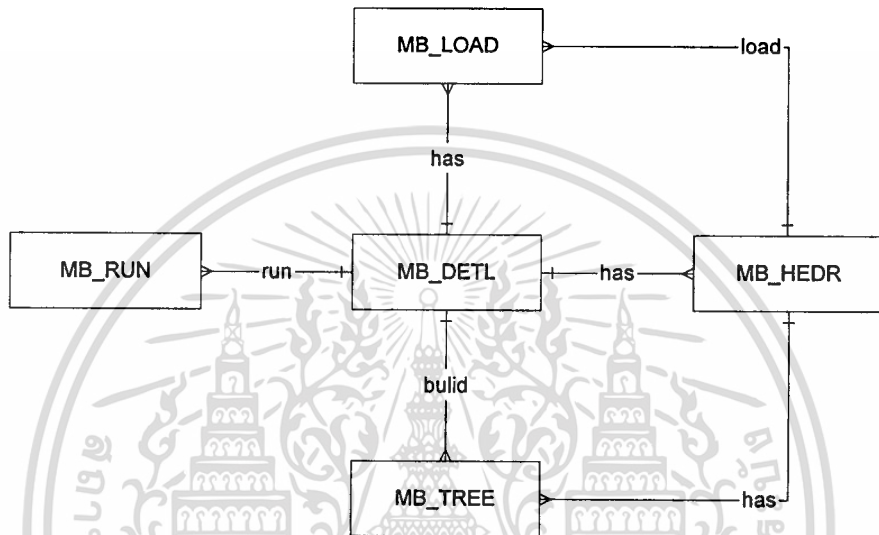 MB_LOAD
load
has
MB_RUN
run
MB_DETL
has
MB_HEDR
bulid
MB_TREE
has